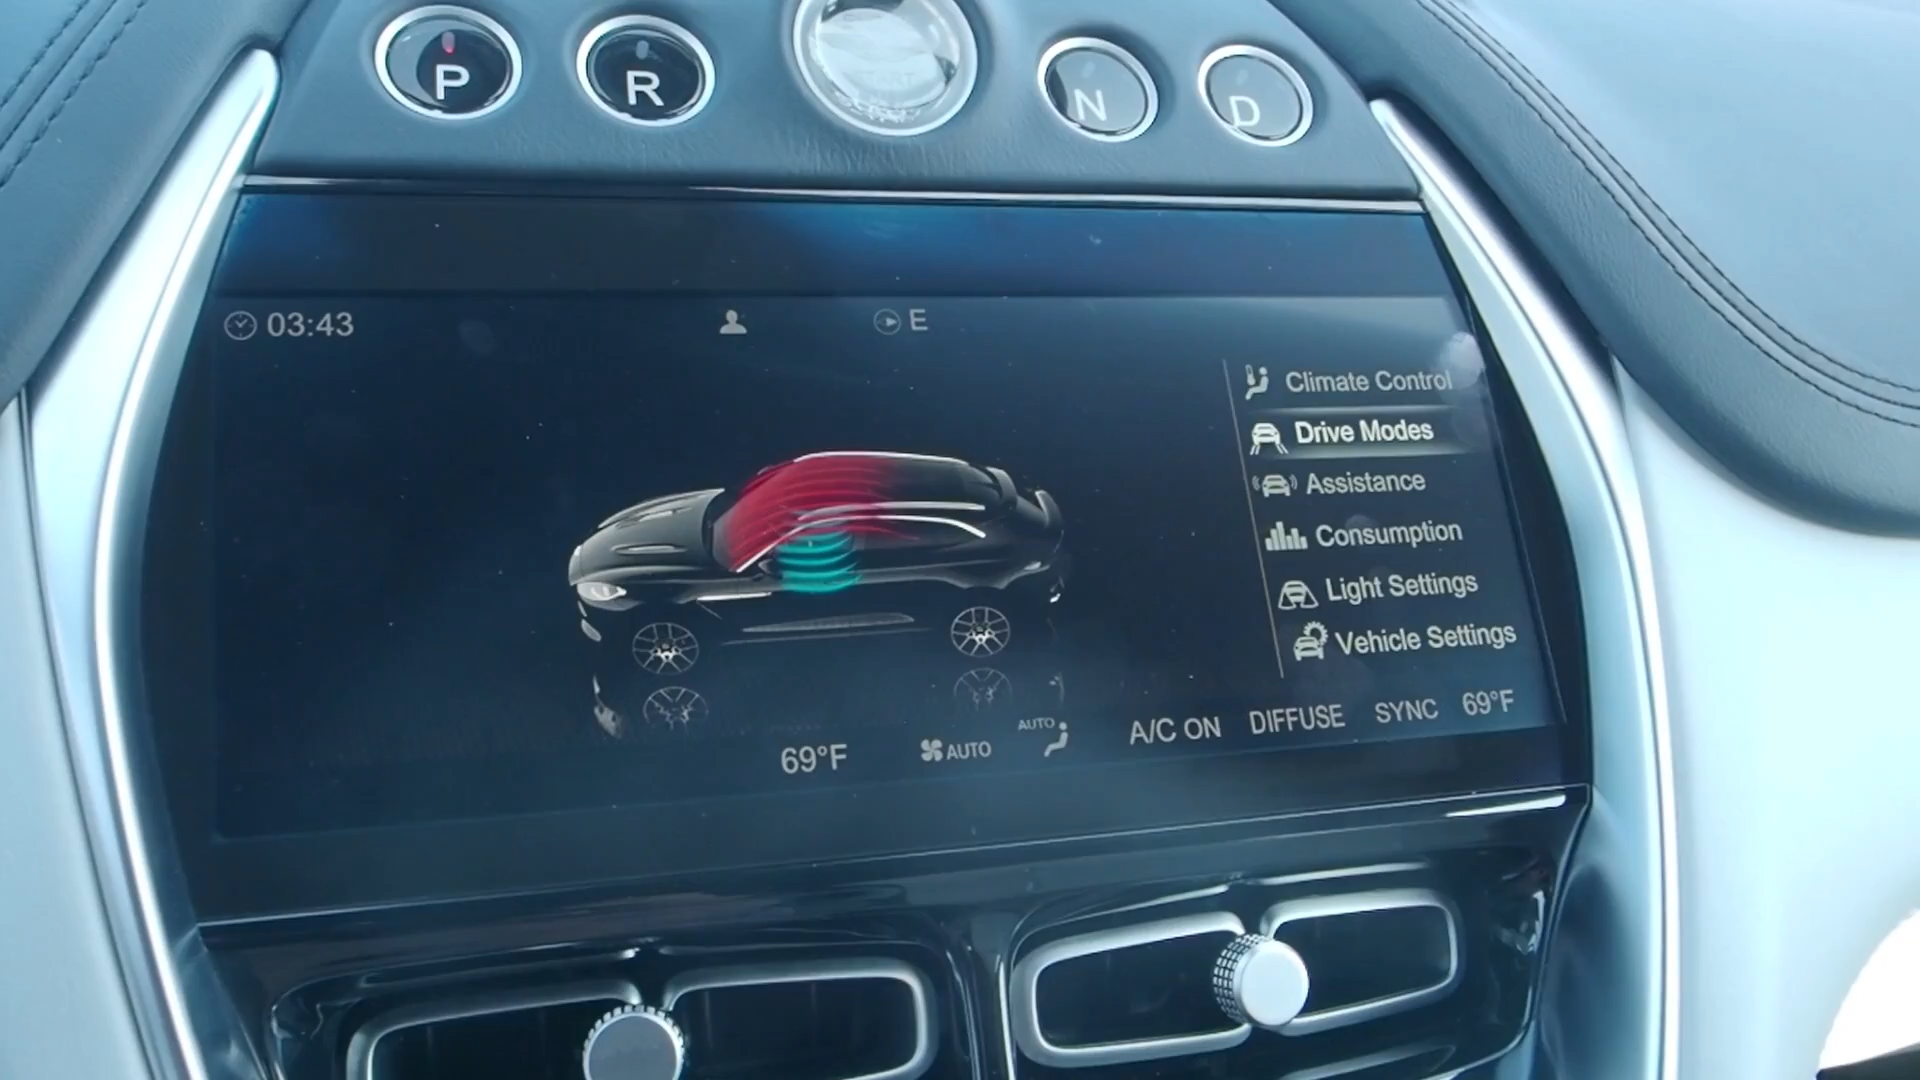 P
R
START
N
D
03:43
E
Climate Control
Drive Modes
Assistance
Consumption
Light Settings
Vehicle Settings
69°F
AUTO
AUTO
A/C ON
DIFFUSE
SYNC
69°F